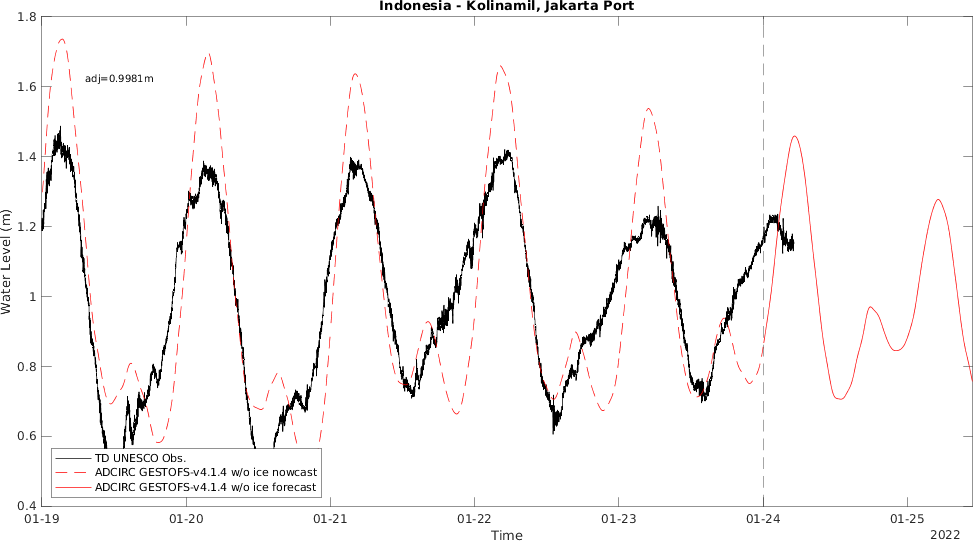 Indonesia - Kolinamil, Jakarta Port
1.8
adj=0.9981m
1.6
1.4
1.2
Water Level (m)
1
0.8
0.6
TD UNESCO Obs.
ADCIRC GESTOFS-v4.1.4 w/o ice nowcast
ADCIRC GESTOFS-v4.1.4 w/o ice forecast
0.4
01-19 01-20 01-21 01-22 01-23 01-24 01-25
Time
2022